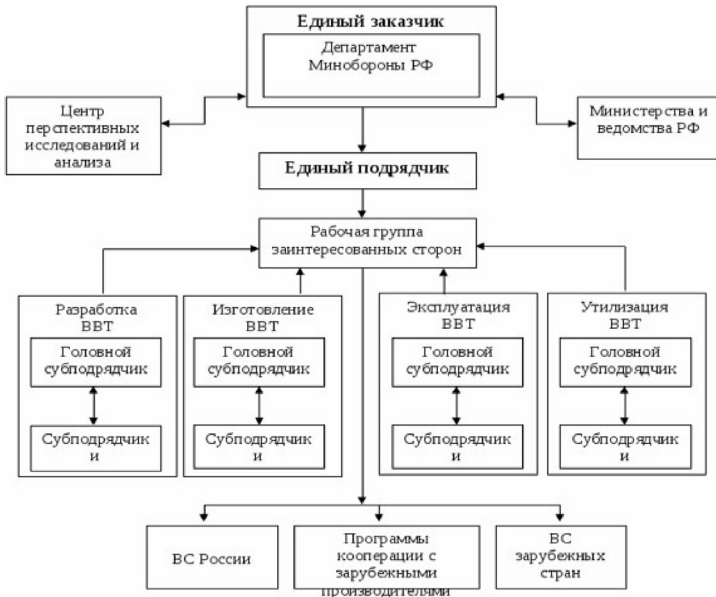 Единый заказчик
Департамент
Минобороны РФ
Центр
перспективных
исследований и
анализа
Министерства и
ведомства РФ
Единый подрядчик
Рабочая группа
заинтересованных сторон
Разработка
ВВТ
Головной
субподрядчик
Субподрядчик
и
Изготовление
ВВТ
Головной
субподрядчик
Субподрядчик
и
Эксплуатация
ВВТ
Головной
субподрядчик
Субподрядчик
и
Утилизация
ВВТ
Головной
субподрядчик
Субподрядчик
и
ВС России
Программы
кооперации с
зарубежными
производителями
ВС
зарубежных
стран